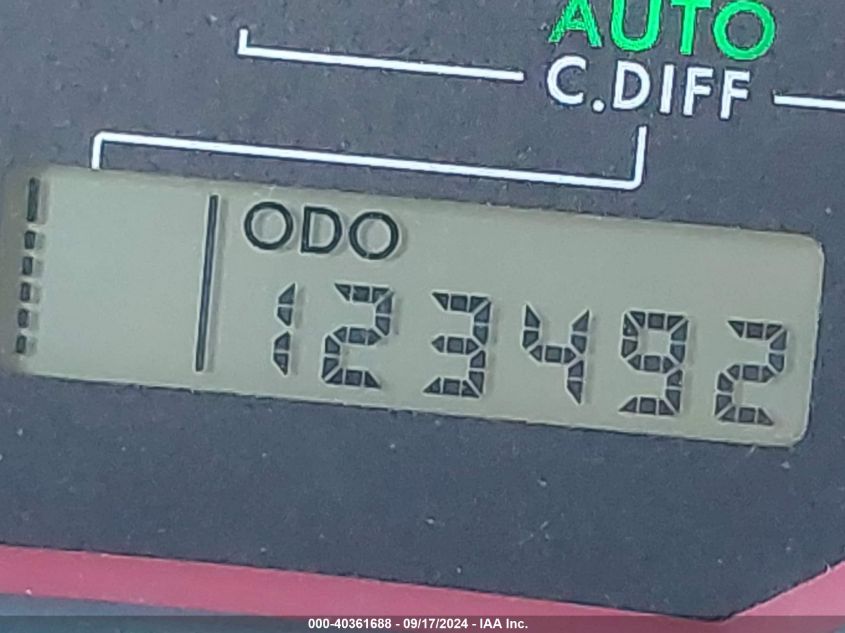 AUTO
C.DIFF
ODO
123492
000-40361688 - 09/17/2024 - IAA Inc.